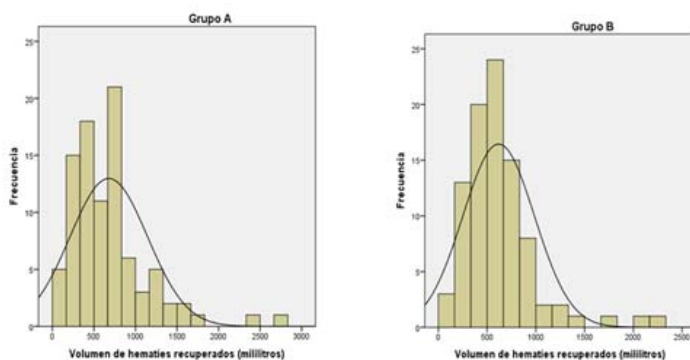 Grupo A
Frecuencia
25
20
15
10
5
0
0 500 1000 1500 2000 2500 3000
Volumen de hematíes recuperados (mililitros)
Grupo B
Frecuencia
25
20
15
10
5
0
0 500 1000 1500 2000 2500
Volumen de hematies recuperados (mililitros)